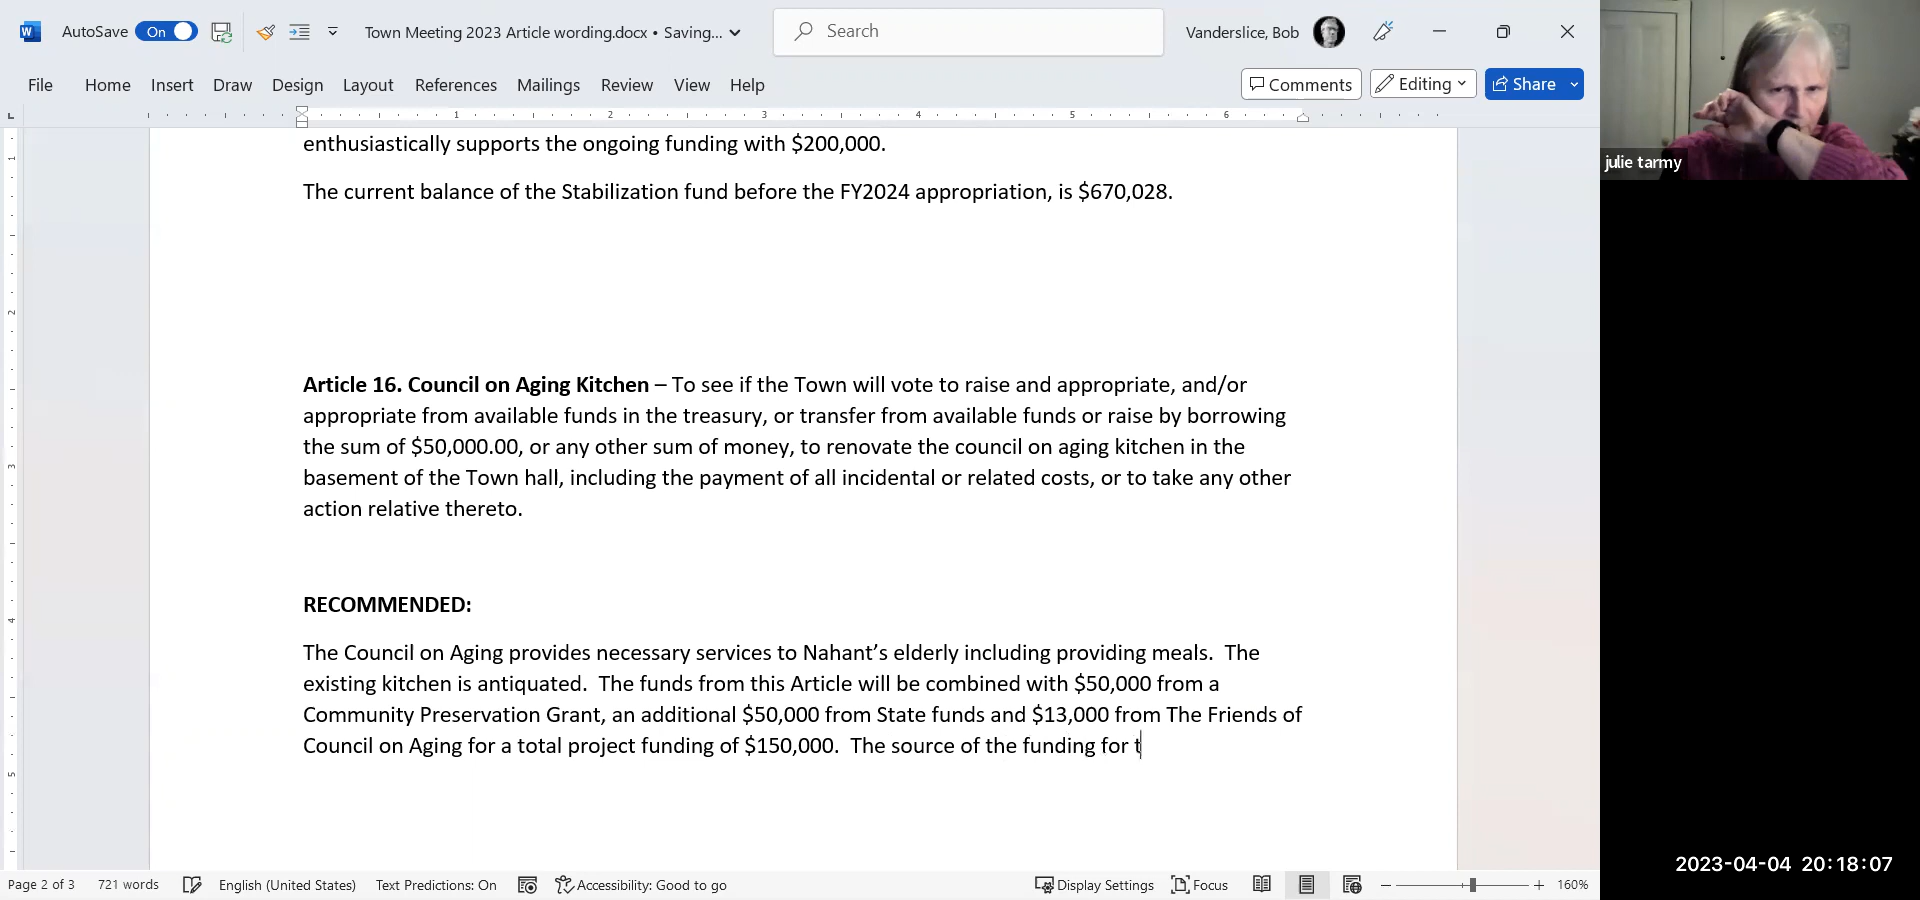 AutoSave On Town Meeting 2023 Article wording.docx • Saving... Search Vanderslice, Bob
File Home Insert Draw Design Layout References Mailings Review View Help Comments Editing Share
1 2 3 4 5 6
enthusiastically supports the ongoing funding with $200,000.
The current balance of the Stabilization fund before the FY2024 appropriation, is $670,028.
Article 16. Council on Aging Kitchen – To see if the Town will vote to raise and appropriate, and/or
appropriate from available funds in the treasury, or transfer from available funds or raise by borrowing
the sum of $50,000.00, or any other sum of money, to renovate the council on aging kitchen in the
basement of the Town hall, including the payment of all incidental or related costs, or to take any other
action relative thereto.
RECOMMENDED:
The Council on Aging provides necessary services to Nahant’s elderly including providing meals.  The
existing kitchen is antiquated.  The funds from this Article will be combined with $50,000 from a
Community Preservation Grant, an additional $50,000 from State funds and $13,000 from The Friends of
Council on Aging for a total project funding of $150,000.  The source of the funding for t
1
2
3
4
5
Page 2 of 3 721 words English (United States) Text Predictions: On Accessibility: Good to go Display Settings Focus 160%
julie tarmy
2023-04-04 20:18:07